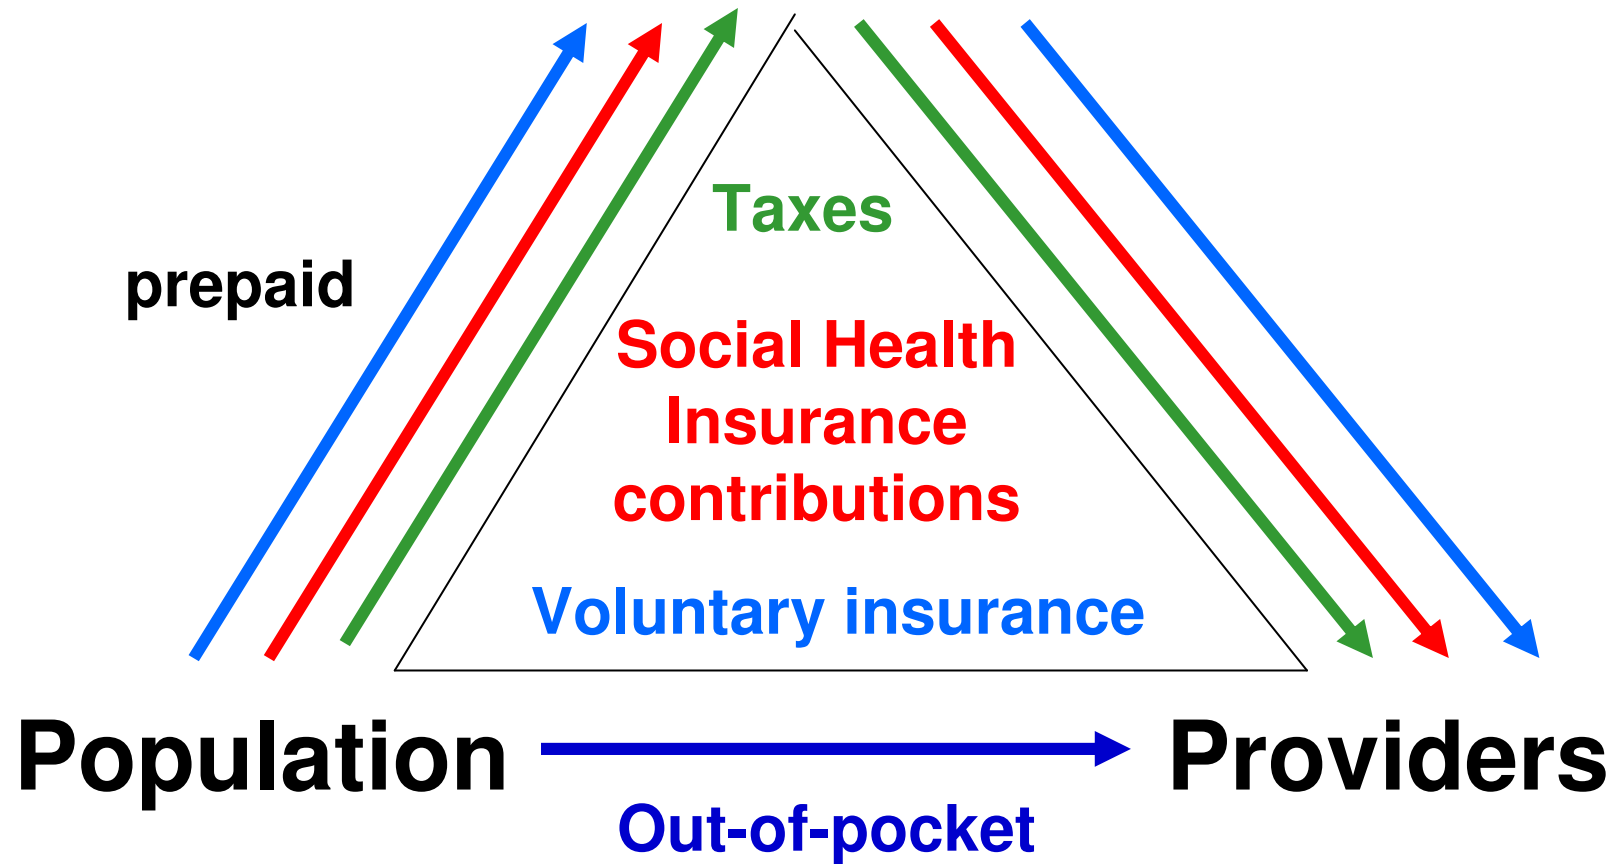 Taxes
prepaid
Social Health
Insurance
contributions
Voluntary insurance
Population
Providers
Out-of-pocket